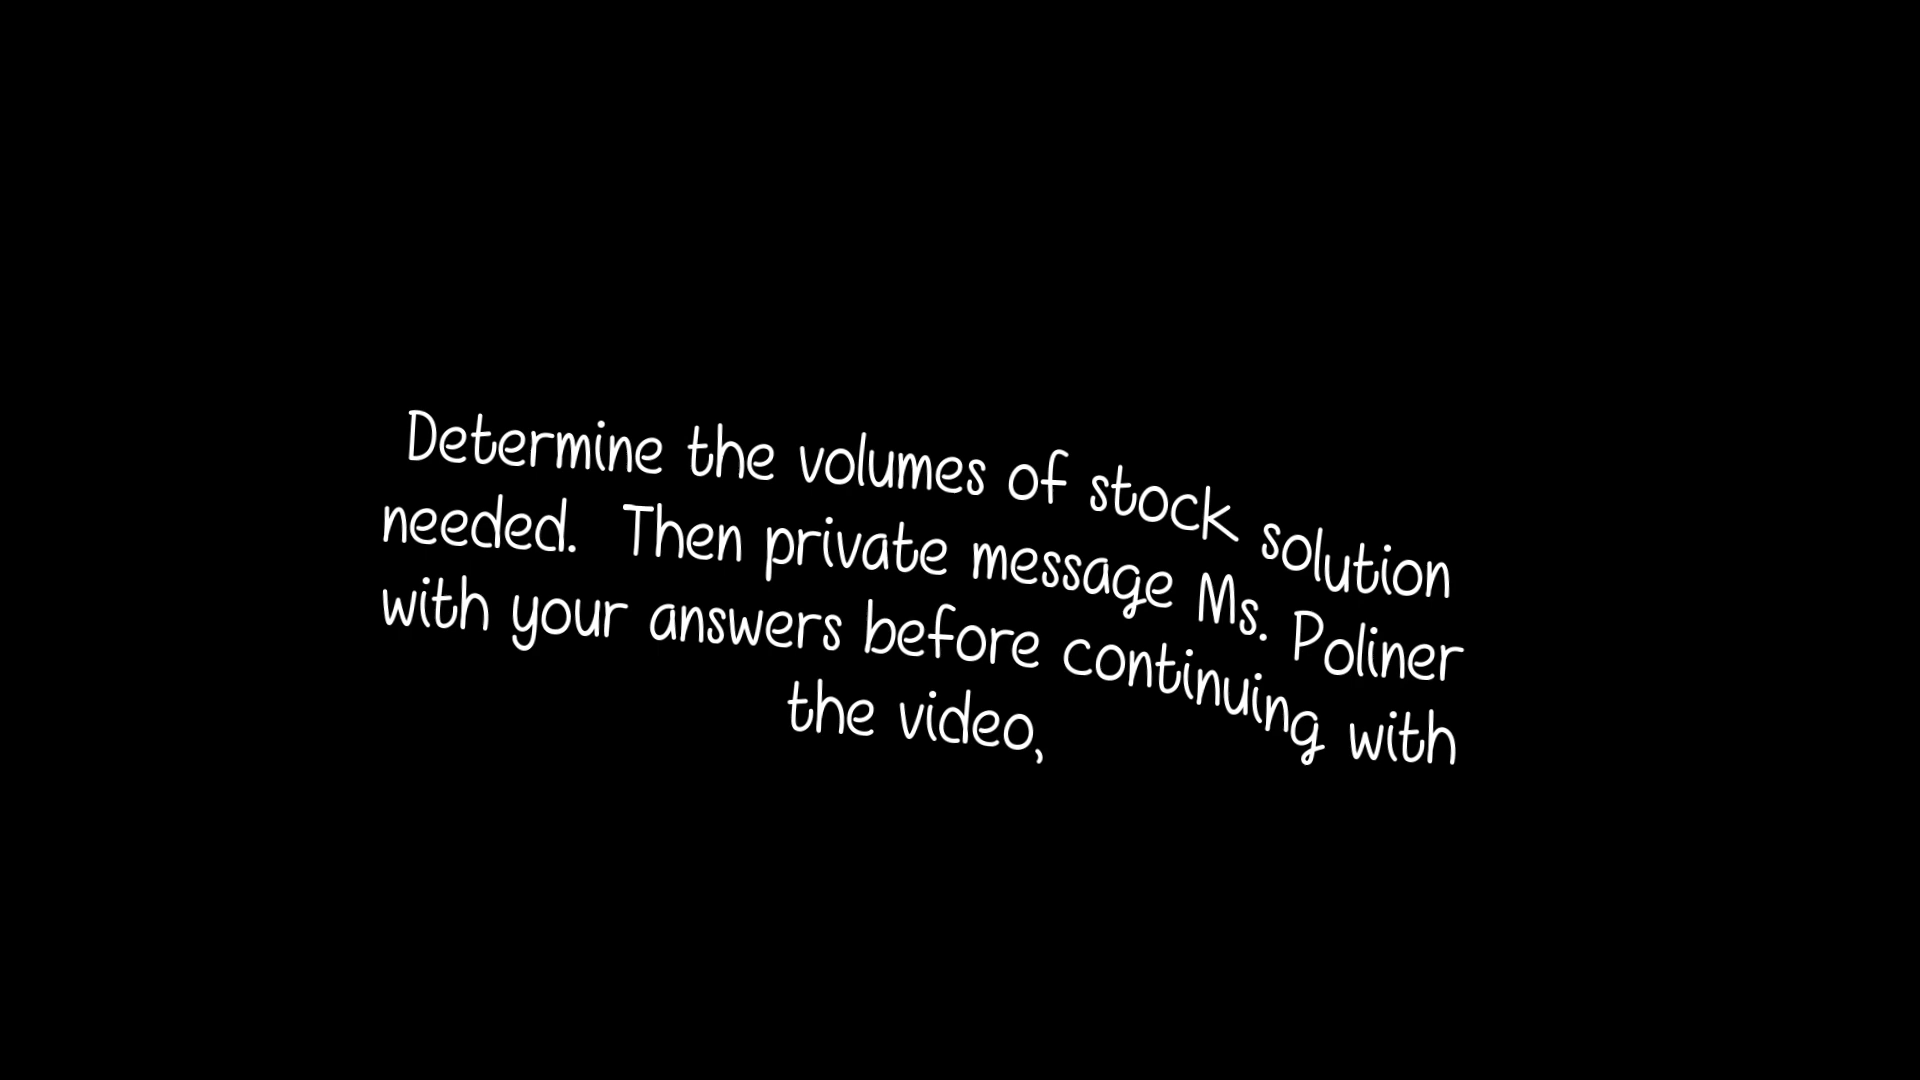 Determine the volumes of stock solution
needed.  Then private message Ms. Poliner
with your answers before continuing with
the video,